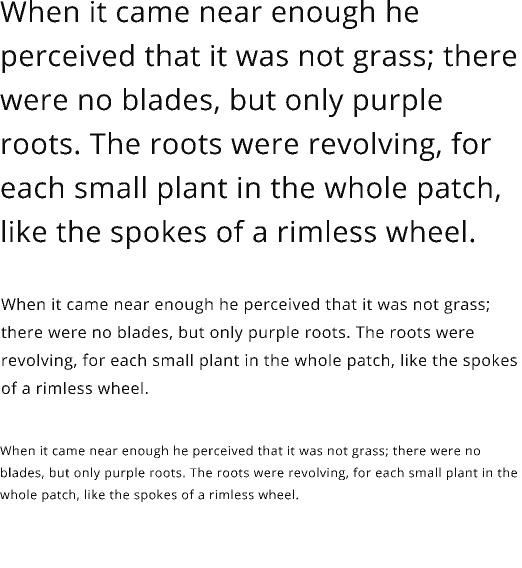 When it came near enough he
perceived that it was not grass; there
were no blades, but only purple
roots. The roots were revolving, for
each small plant in the whole patch,
like the spokes of a rimless wheel.
When it came near enough he perceived that it was not grass;
there were no blades, but only purple roots. The roots were
revolving, for each small plant in the whole patch, like the spokes
of a rimless wheel.
When it came near enough he perceived that it was not grass; there were no
blades, but only purple roots. The roots were revolving, for each small plant in the
whole patch, like the spokes of a rimless wheel.